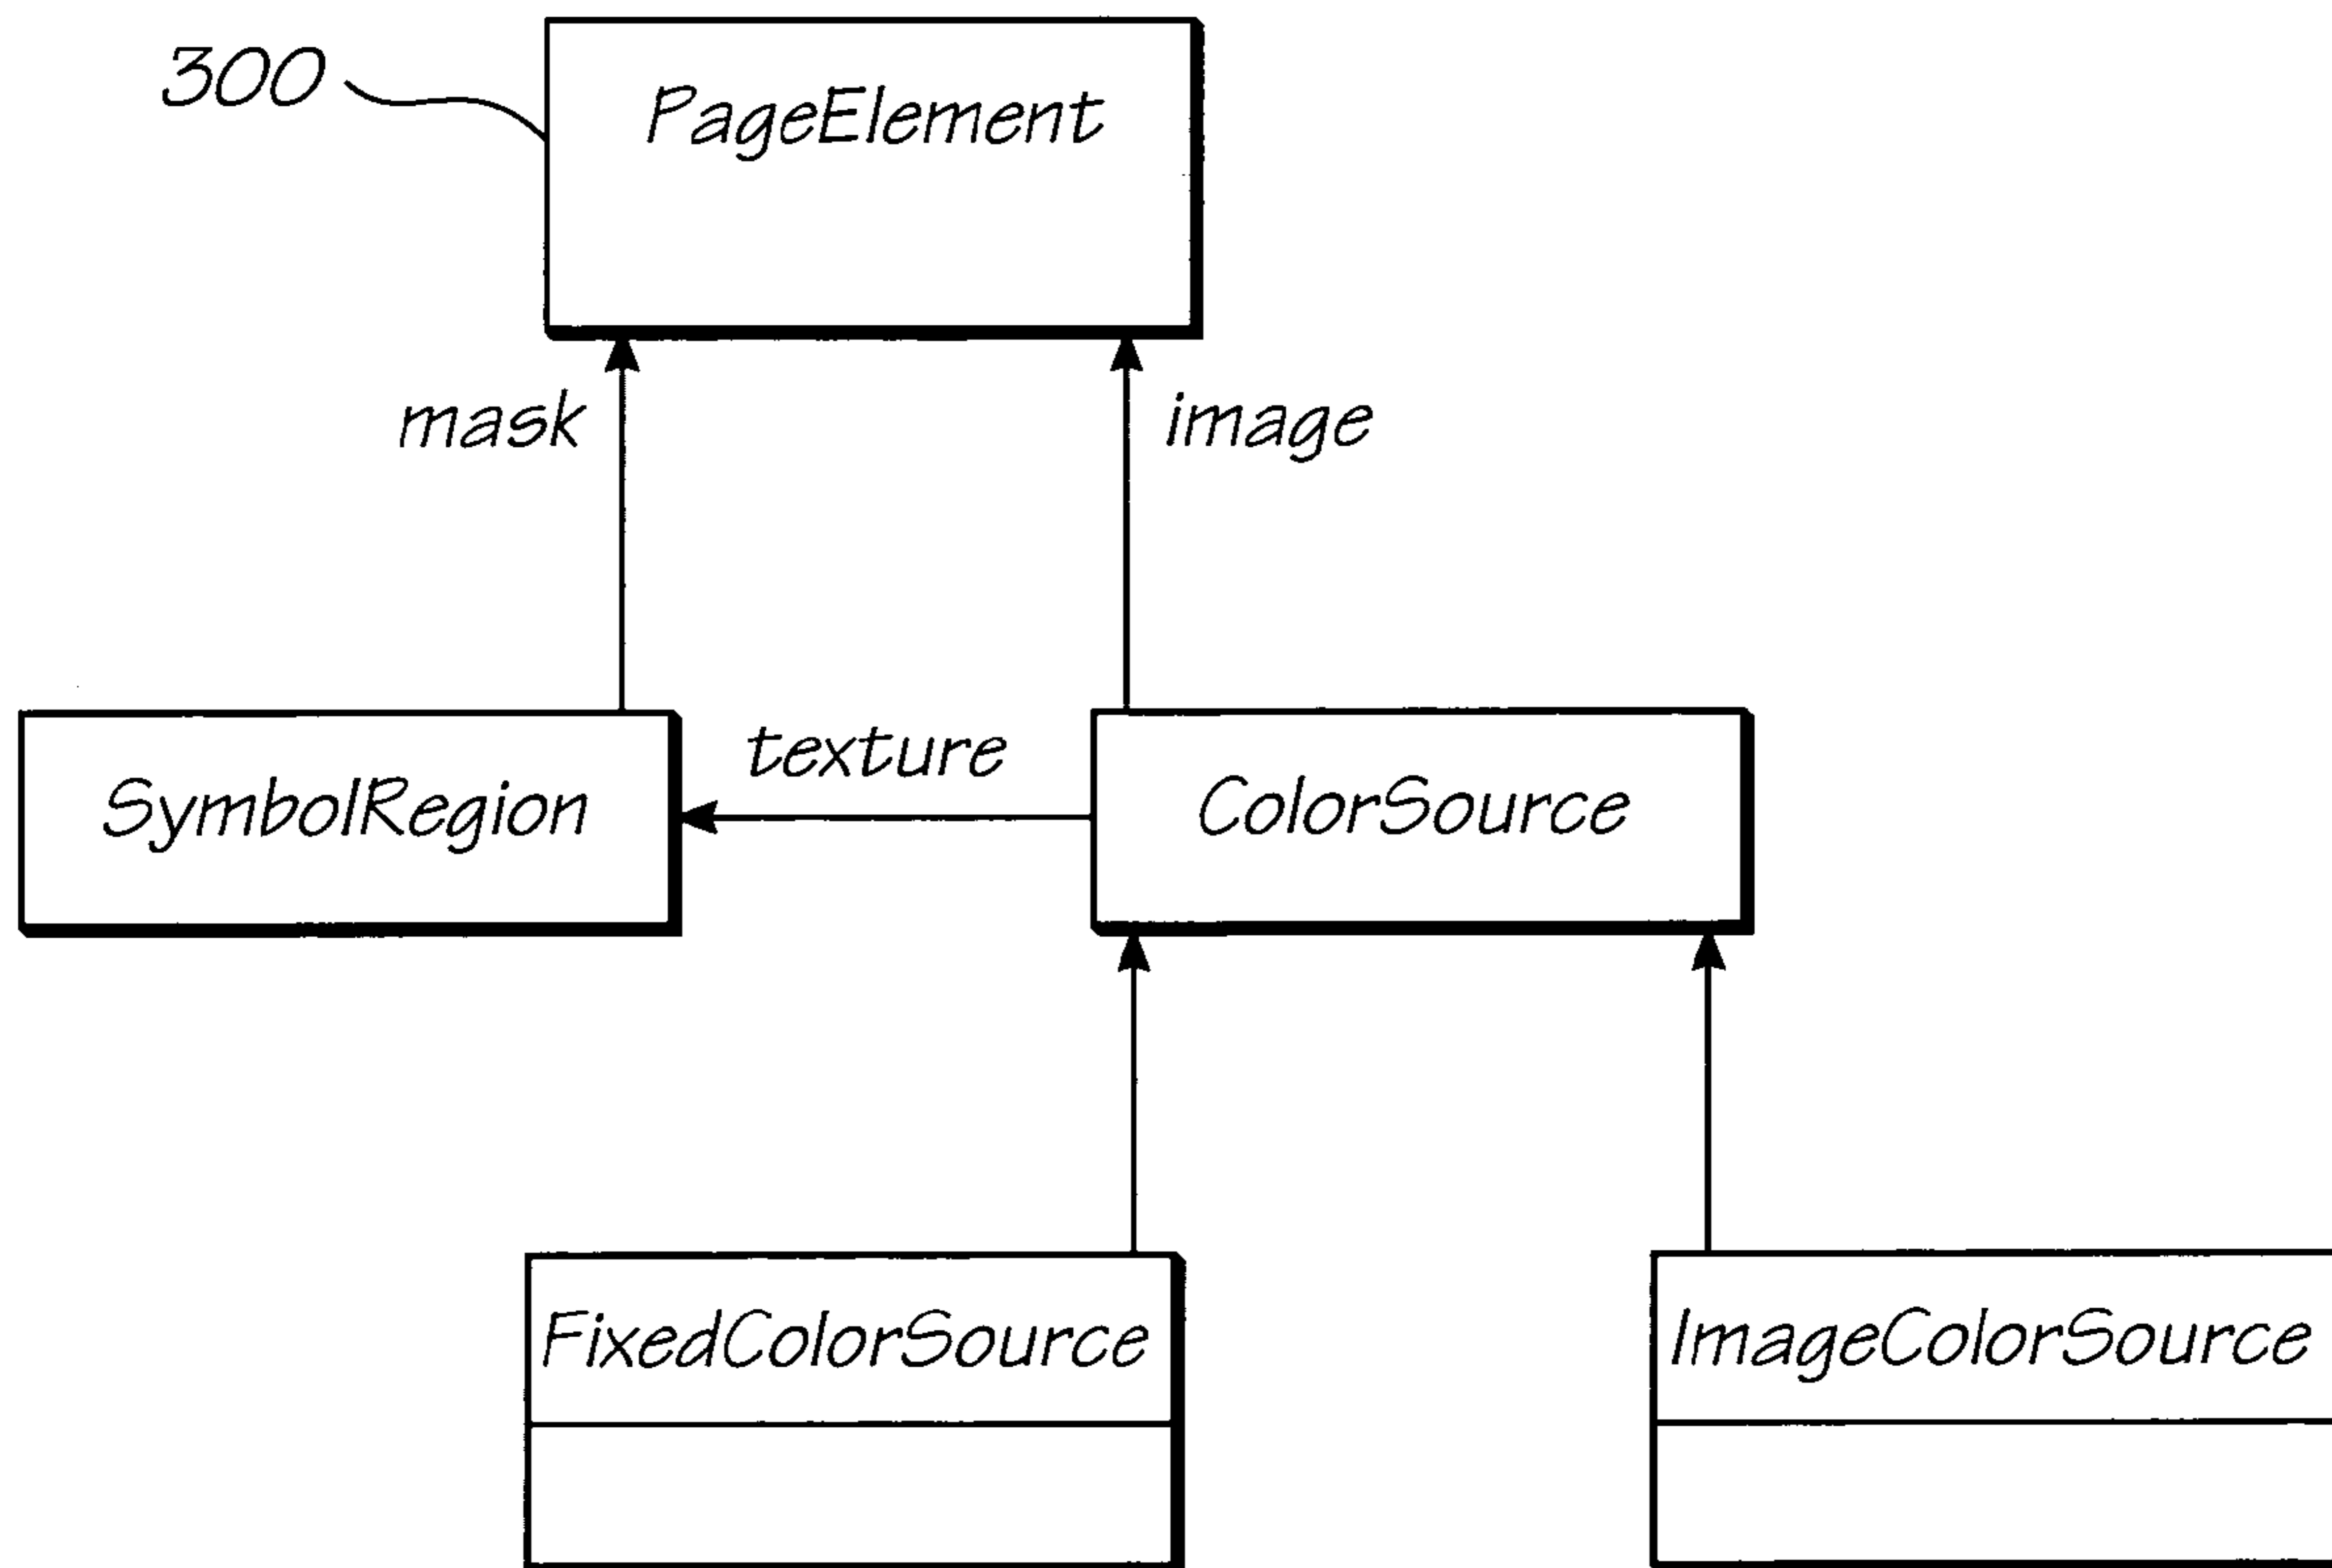 300
PageElement
mask
image
SymbolRegion
texture
ColorSource
FixedColorSource
ImageColorSource